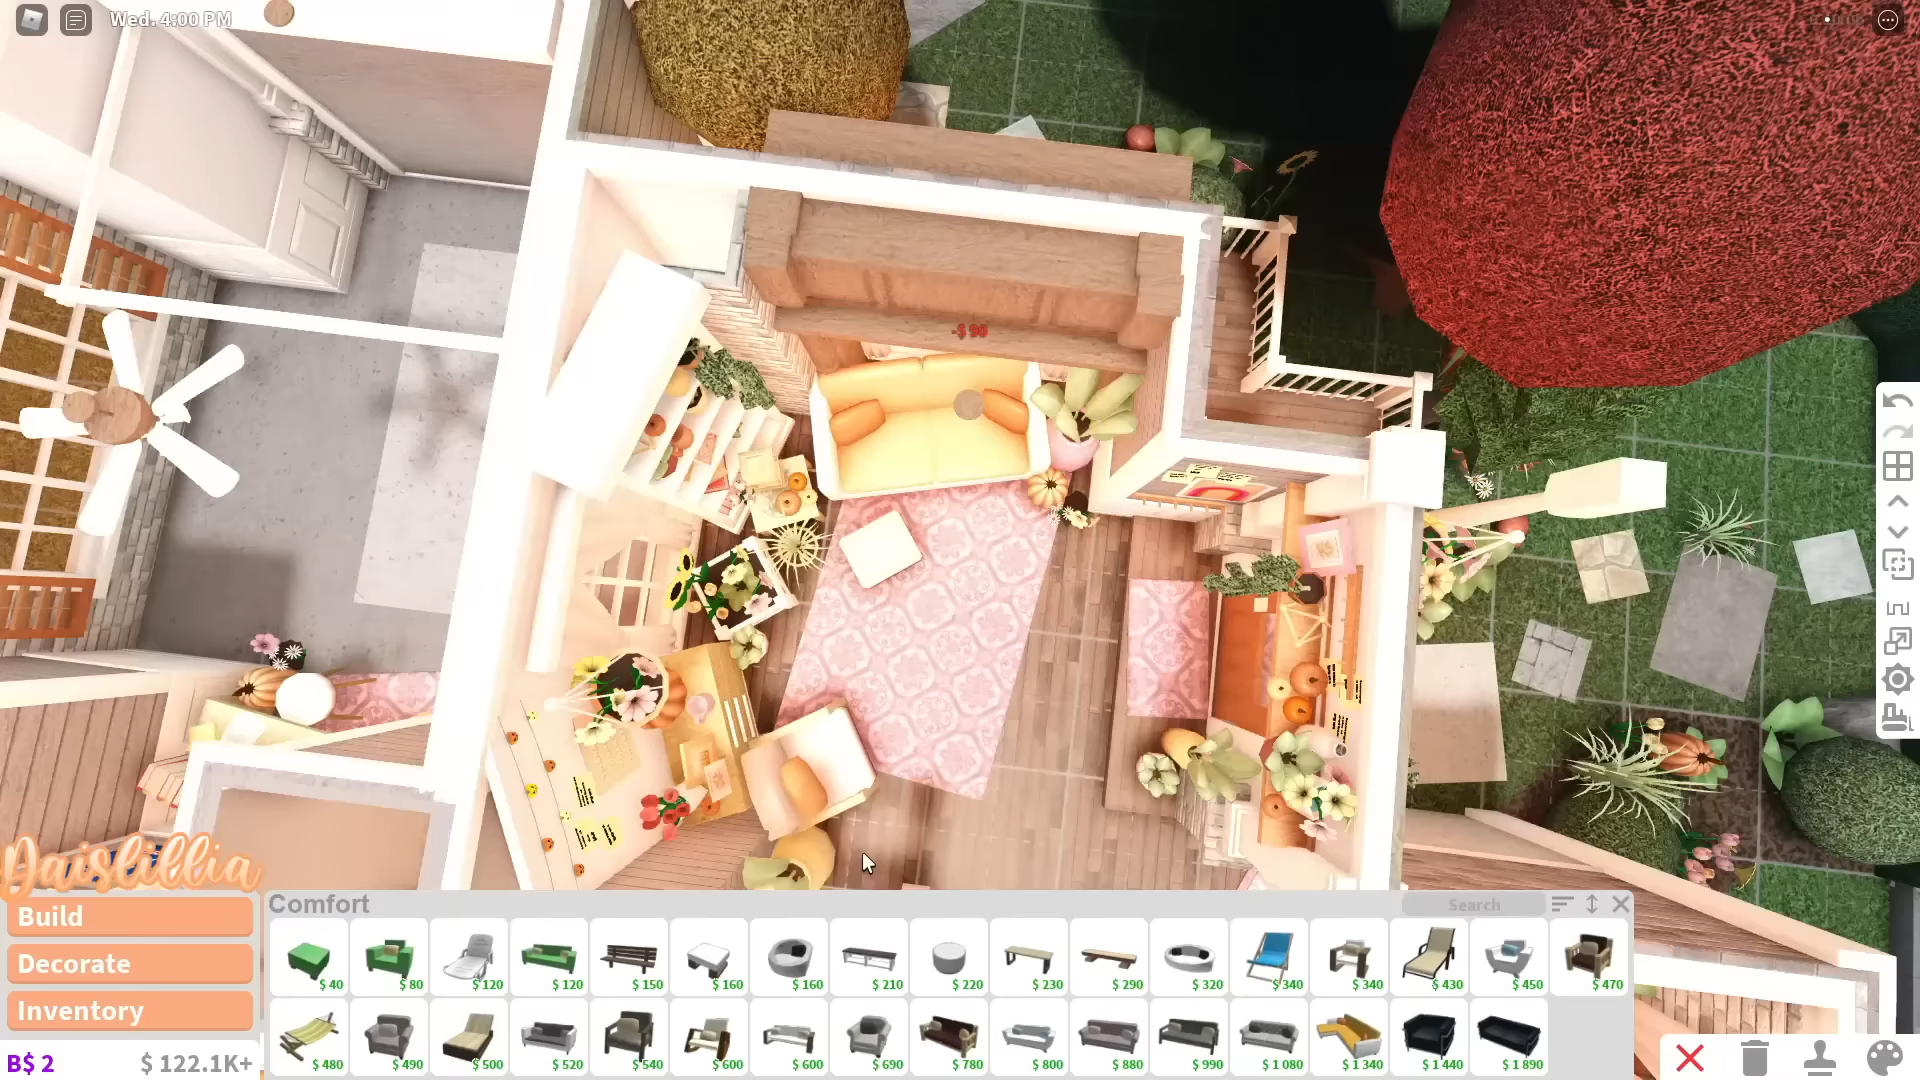 Wed. 4:00 PM
-$ 90
Daisllillia
Build
Decorate
Inventory
B$ 2
$ 122.1K+
Comfort
Search
$ 40
$ 80
$ 120
$ 120
$ 150
$ 160
$ 160
$ 210
$ 220
$ 230
$ 290
$ 320
$ 340
$ 340
$ 430
$ 450
$ 470
$ 480
$ 490
$ 500
$ 520
$ 540
$ 600
$ 600
$ 690
$ 780
$ 800
$ 880
$ 990
$ 1 080
$ 1 340
$ 1 440
$ 1 890